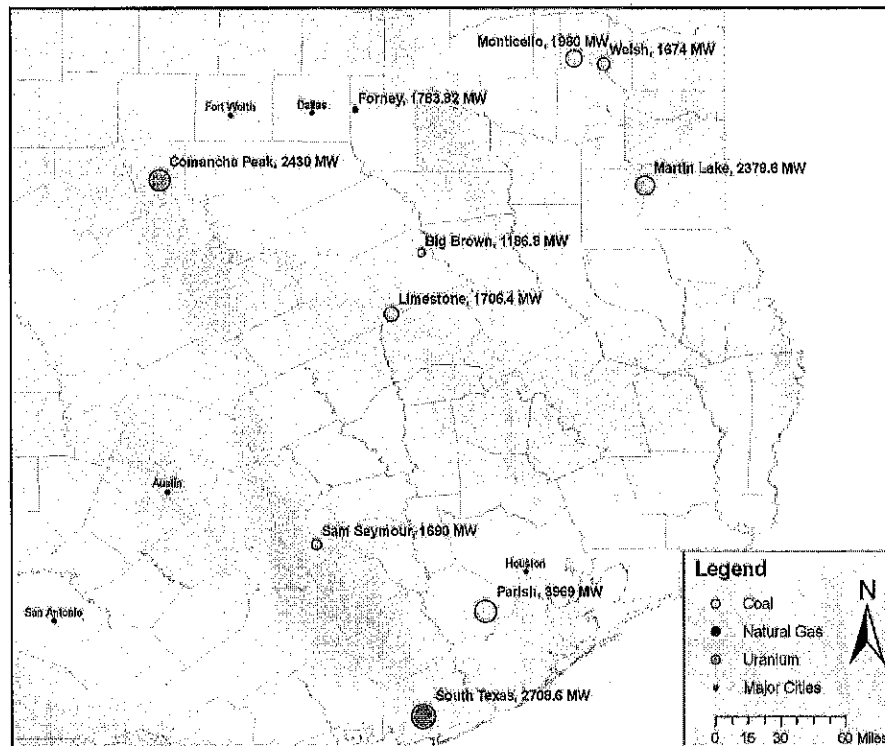 Monticello, 1980 MW
Welsh, 1674 MW
Forney, 1763.92 MW
Fort Worth
Dallas
Comanche Peak, 2430 MW
Martin Lake, 2379.6 MW
Big Brown, 1186.8 MW
Limestone, 1706.4 MW
Austin
Sam Seymour, 1690 MW
Houston
Parish, 3969 MW
San Antonio
South Texas, 2708.6 MW
Legend
Coal
Natural Gas
Uranium
Major Cities
N
0 15 30 60 Miles